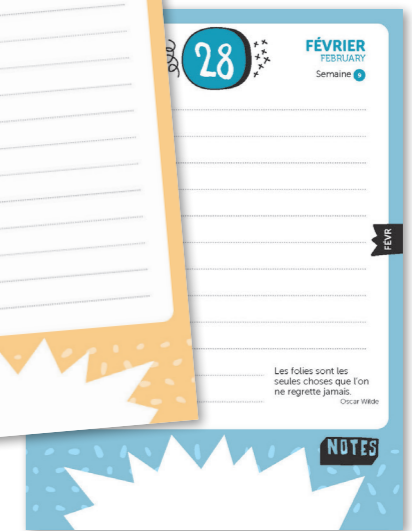 28
FÉVRIER
FEBRUARY
Semaine 9
FÉVR
Les folies sont les
seules choses que l'on
ne regrette jamais.
Oscar Wilde
NOTES